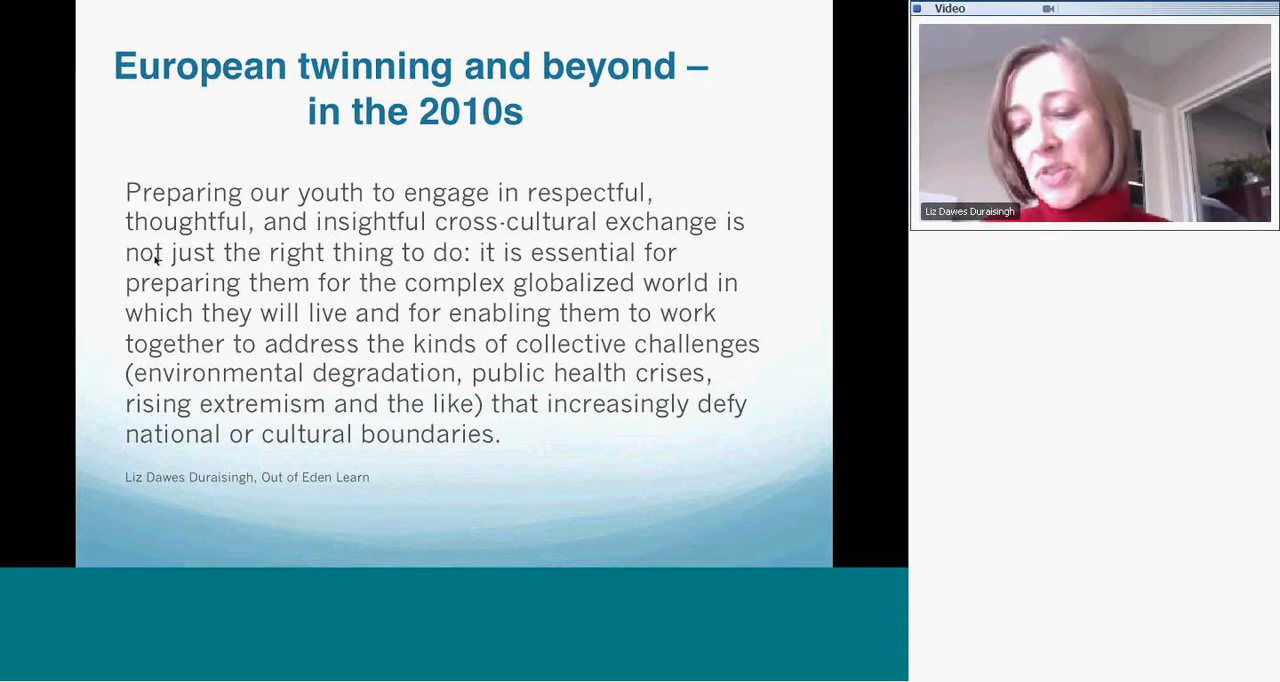 European twinning and beyond –
in the 2010s
Preparing our youth to engage in respectful,
thoughtful, and insightful cross-cultural exchange is
not just the right thing to do: it is essential for
preparing them for the complex globalized world in
which they will live and for enabling them to work
together to address the kinds of collective challenges
(environmental degradation, public health crises,
rising extremism and the like) that increasingly defy
national or cultural boundaries.
Liz Dawes Duraisingh, Out of Eden Learn
Video
Liz Dawes Duraisingh